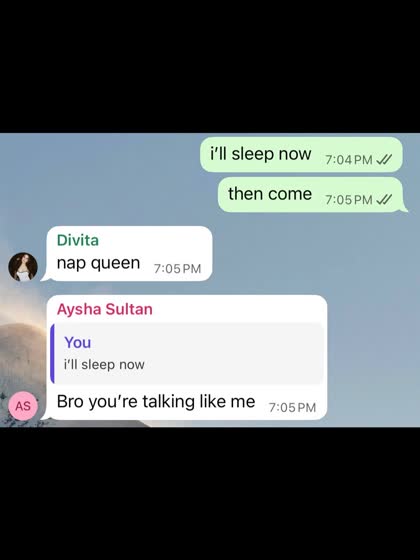 i’ll sleep now 7:04 PM
then come 7:05 PM
Divita
nap queen 7:05 PM
Aysha Sultan
You
i’ll sleep now
AS
Bro you’re talking like me 7:05 PM